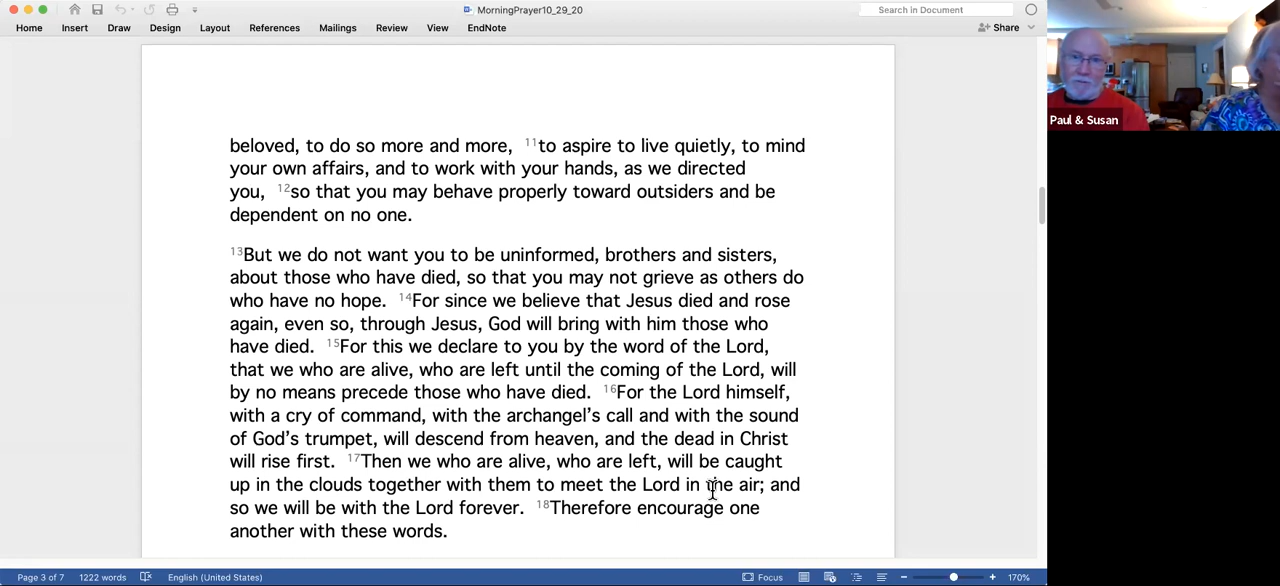 MorningPrayer10_29_20
Search in Document
Home Insert Draw Design Layout References Mailings Review View EndNote Share
beloved, to do so more and more, 11to aspire to live quietly, to mind
your own affairs, and to work with your hands, as we directed
you, 12so that you may behave properly toward outsiders and be
dependent on no one.
13But we do not want you to be uninformed, brothers and sisters,
about those who have died, so that you may not grieve as others do
who have no hope. 14For since we believe that Jesus died and rose
again, even so, through Jesus, God will bring with him those who
have died. 15For this we declare to you by the word of the Lord,
that we who are alive, who are left until the coming of the Lord, will
by no means precede those who have died. 16For the Lord himself,
with a cry of command, with the archangel’s call and with the sound
of God’s trumpet, will descend from heaven, and the dead in Christ
will rise first. 17Then we who are alive, who are left, will be caught
up in the clouds together with them to meet the Lord in the air; and
so we will be with the Lord forever. 18Therefore encourage one
another with these words.
Page 3 of 7 1222 words English (United States) Focus 170%
Paul & Susan